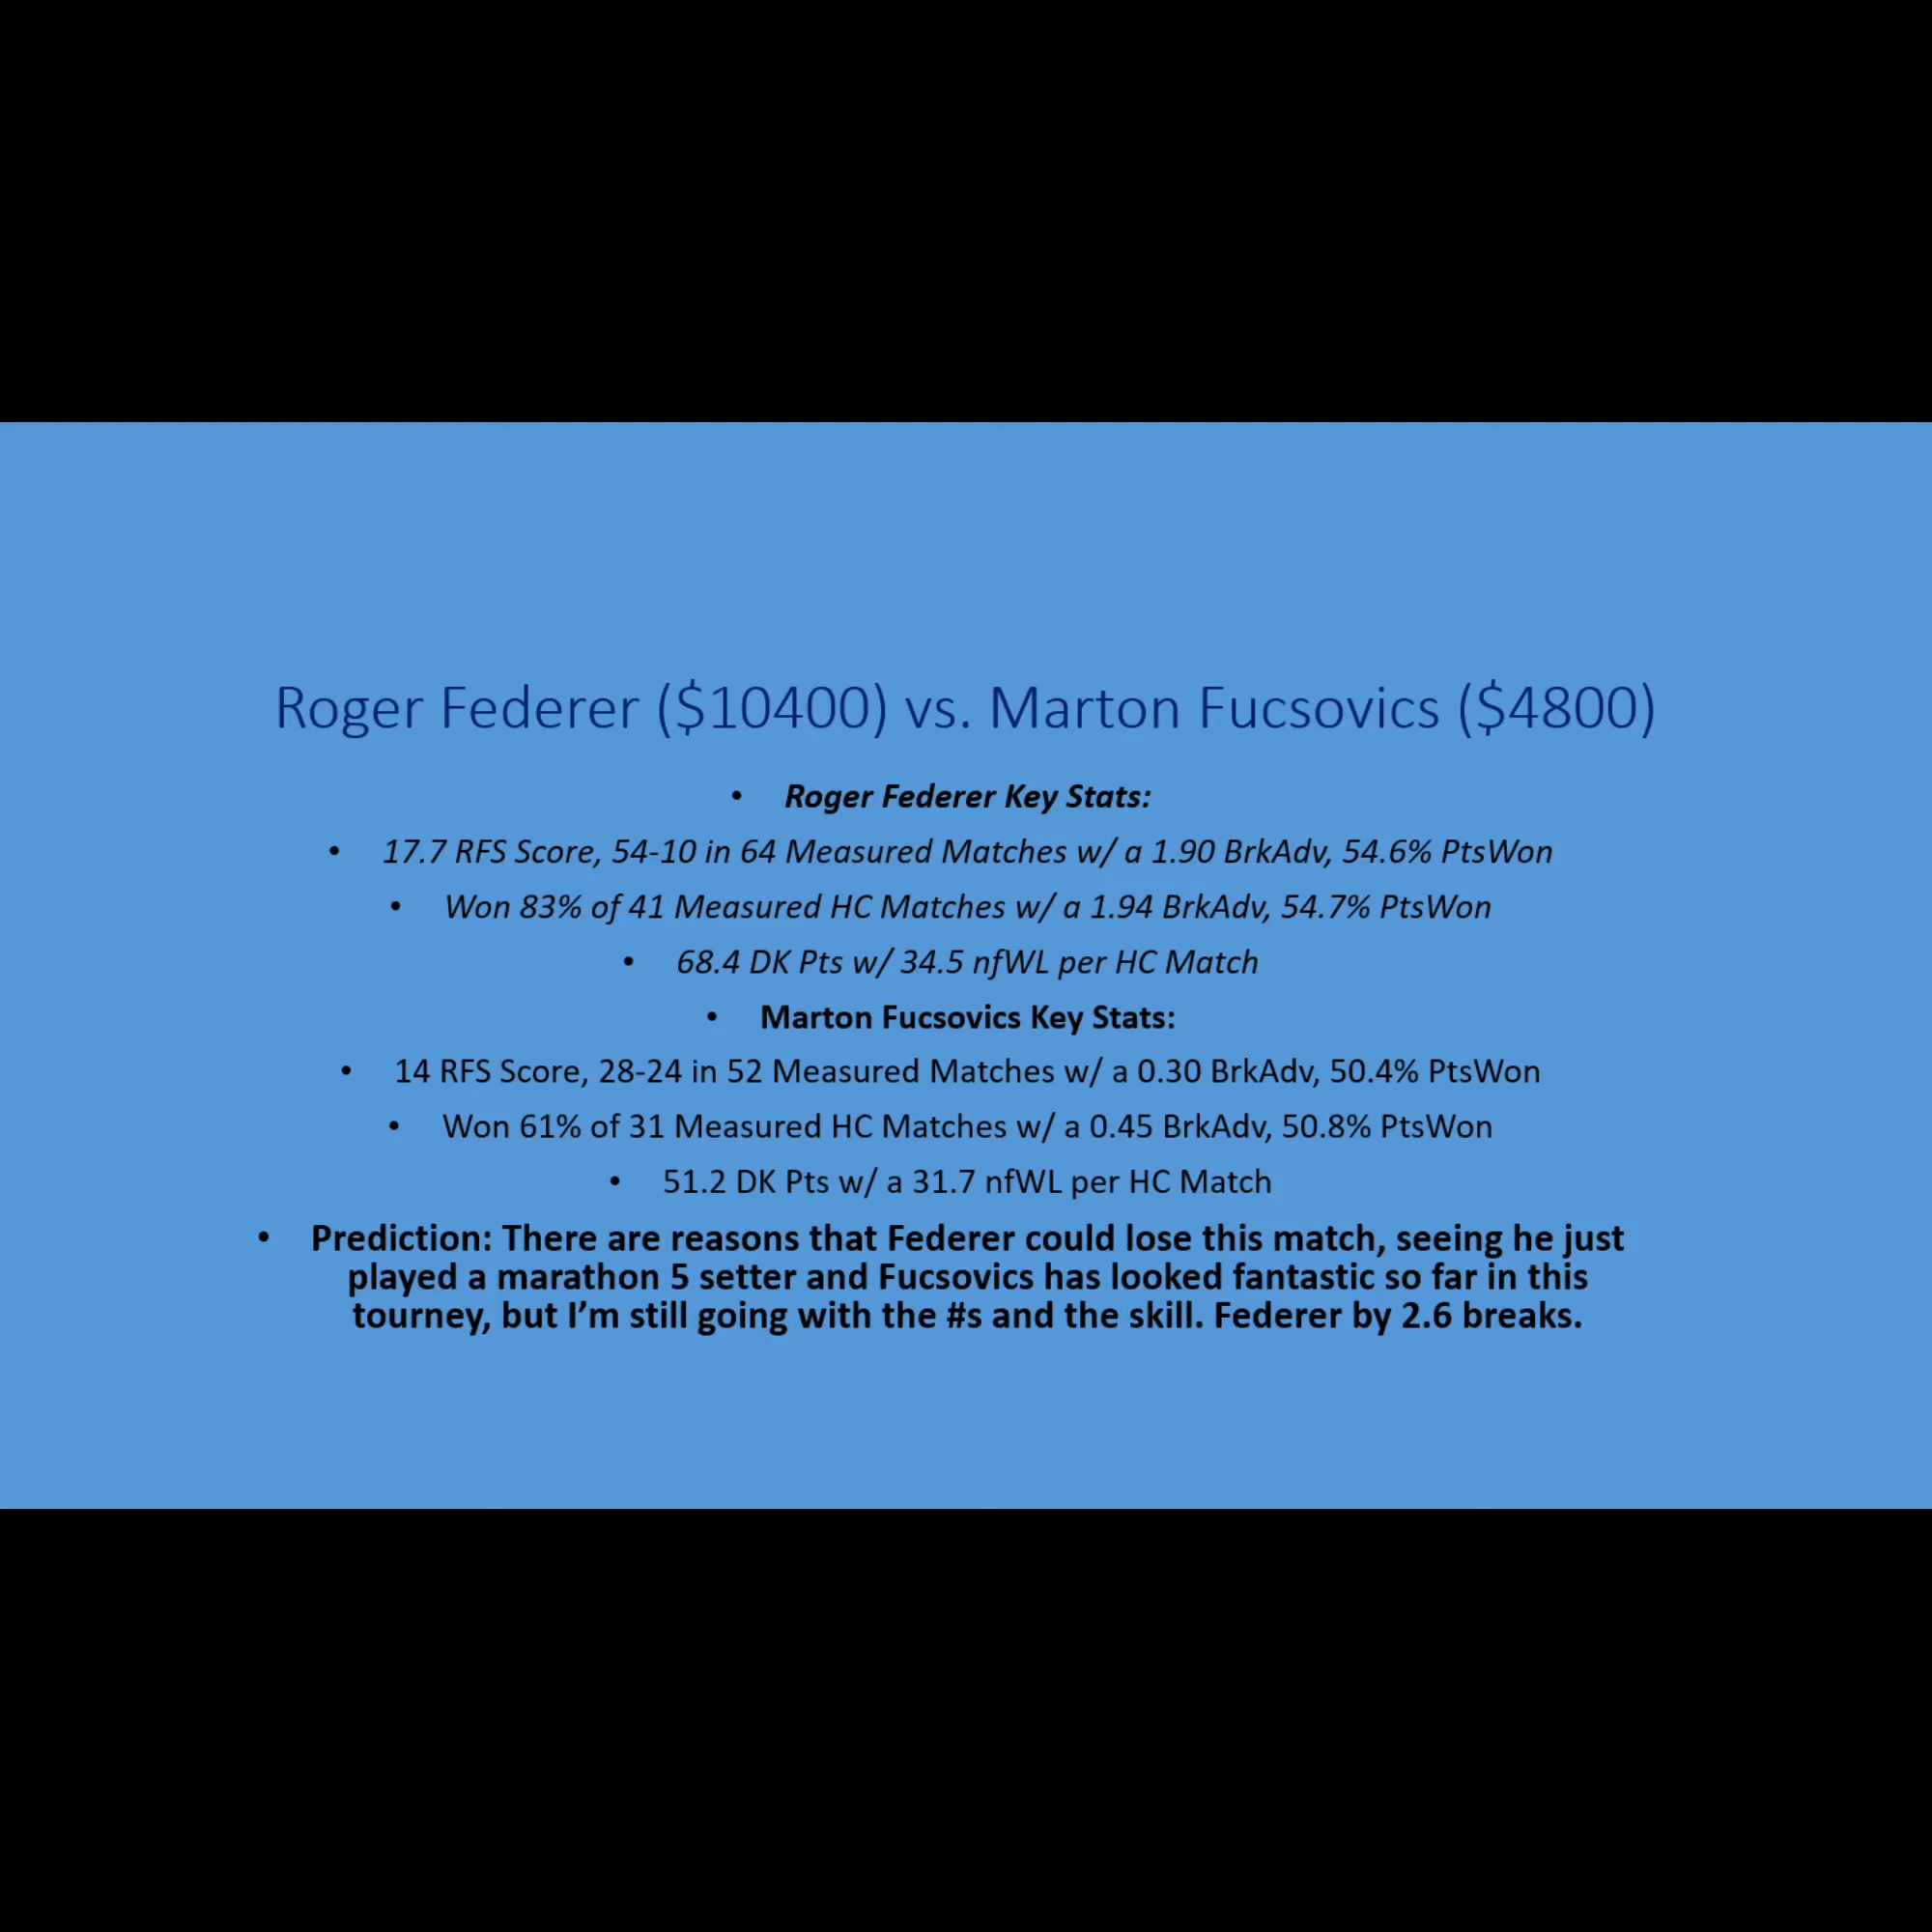 Roger Federer ($10400) vs. Marton Fucsovics ($4800)
• Roger Federer Key Stats:
• 17.7 RFS Score, 54-10 in 64 Measured Matches w/ a 1.90 BrkAdv, 54.6% PtsWon
• Won 83% of 41 Measured HC Matches w/ a 1.94 BrkAdv, 54.7% PtsWon
• 68.4 DK Pts w/ 34.5 nfWL per HC Match
• Marton Fucsovics Key Stats:
• 14 RFS Score, 28-24 in 52 Measured Matches w/ a 0.30 BrkAdv, 50.4% PtsWon
• Won 61% of 31 Measured HC Matches w/ a 0.45 BrkAdv, 50.8% PtsWon
• 51.2 DK Pts w/ a 31.7 nfWL per HC Match
• Prediction: There are reasons that Federer could lose this match, seeing he just
played a marathon 5 setter and Fucsovics has looked fantastic so far in this
tourney, but I’m still going with the #s and the skill. Federer by 2.6 breaks.